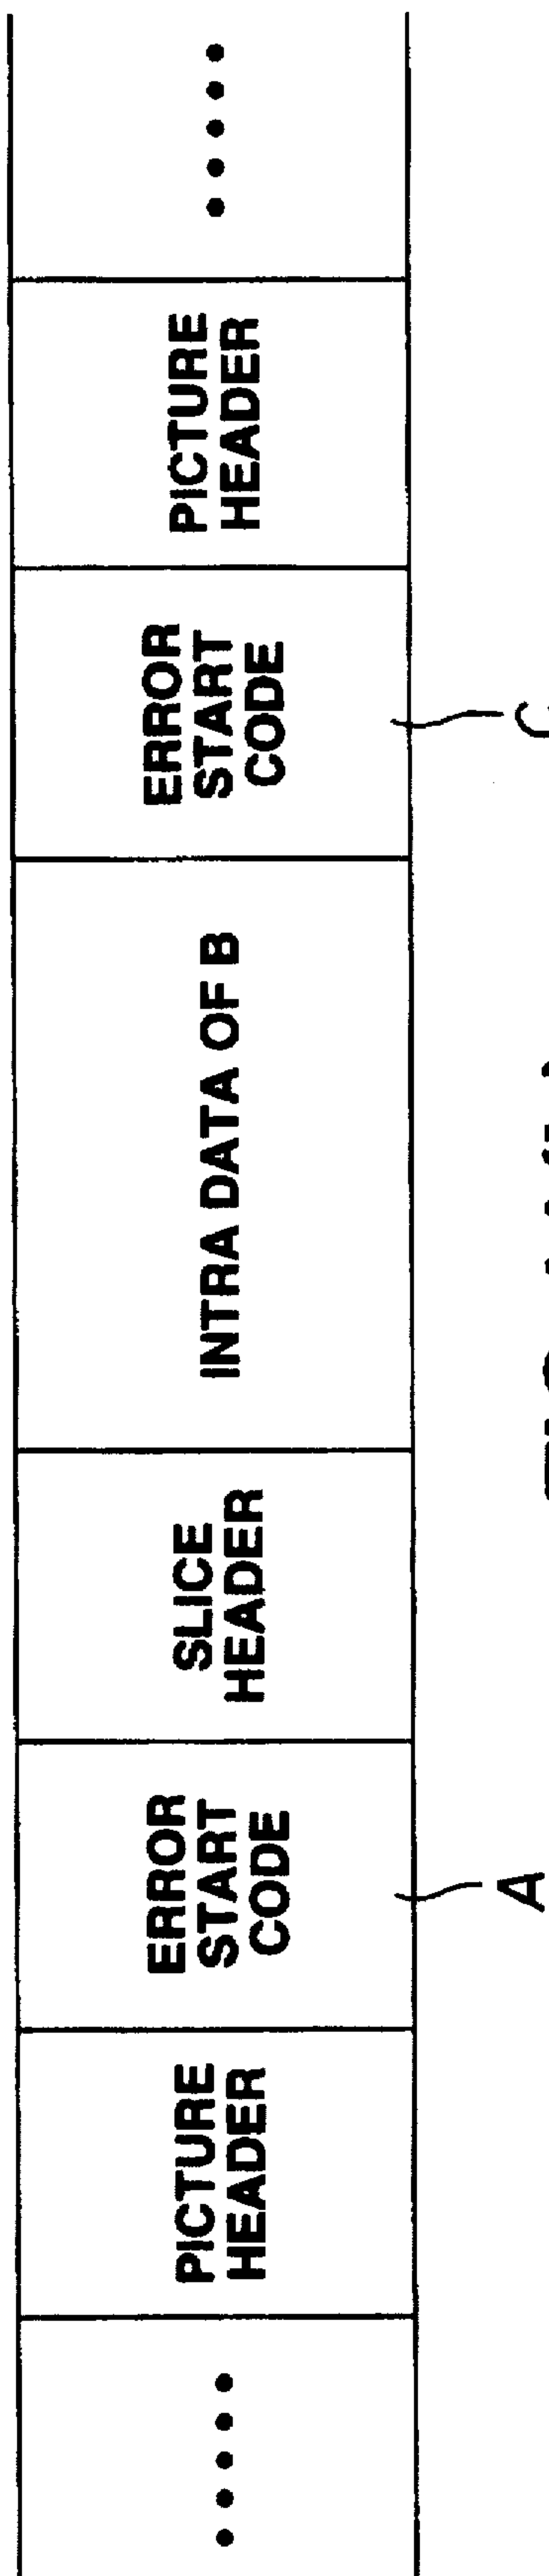 •••••
PICTURE
HEADER
ERROR
START
CODE
A
SLICE
HEADER
INTRA DATA OF B
ERROR
START
CODE
C
PICTURE
HEADER
•••••